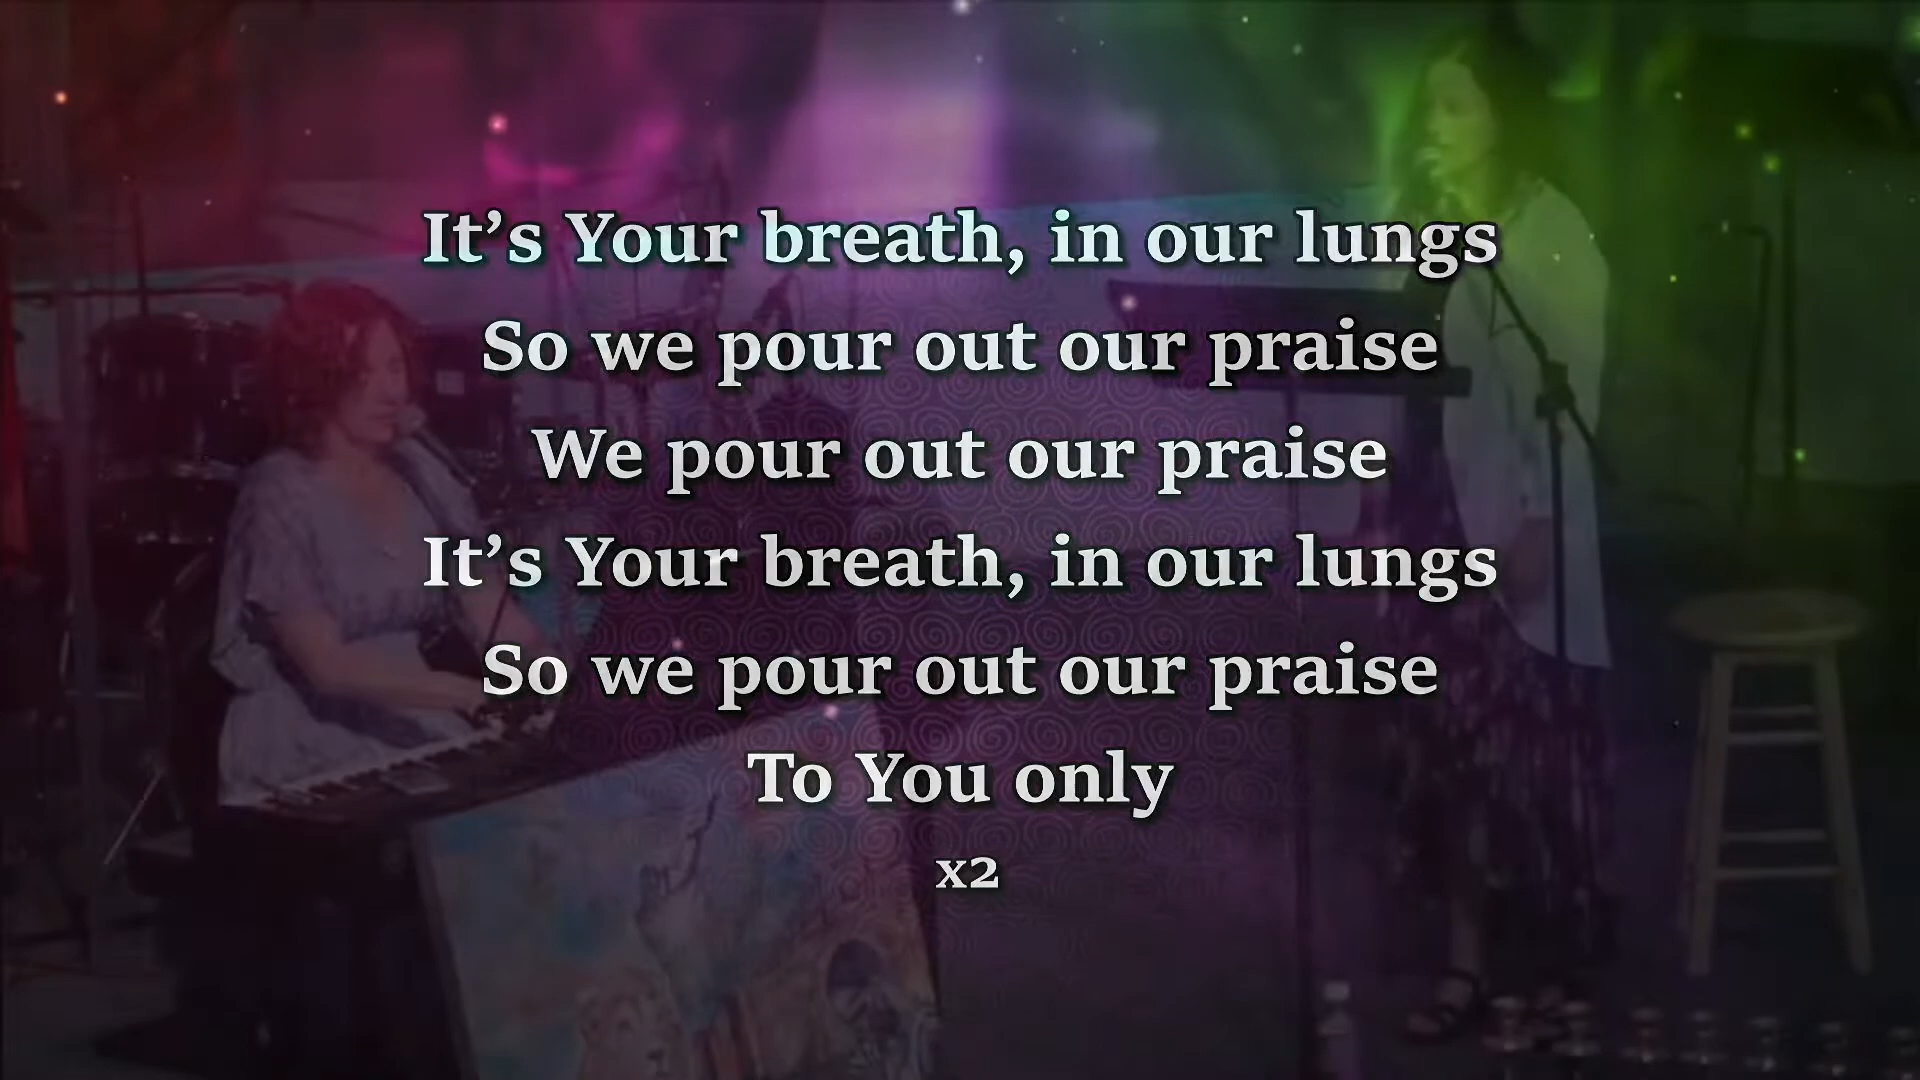 It’s Your breath, in our lungs
So we pour out our praise
We pour out our praise
It’s Your breath, in our lungs
So we pour out our praise
To You only
x2